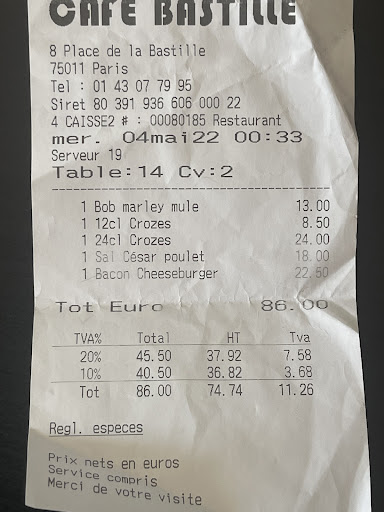 CAFE BASTILLE
8 Place de la Bastille
75011 Paris
Tel : 01 43 07 79 95
Siret 80 391 936 606 000 22
4 CAISSE2 # : 00080185 Restaurant
mer. 04mai22 00:33
Serveur 19
Table:14 Cv:2
1 Bob marley mule 13.00
1 12cl Crozes 8.50
1 24cl Crozes 24.00
1 Sal César poulet 18.00
1 Bacon Cheeseburger 22.50
Tot Euro 86.00
TVA% Total HT Tva
20% 45.50 37.92 7.58
10% 40.50 36.82 3.68
Tot 86.00 74.74 11.26
Regl. especes
Prix nets en euros
Service compris
Merci de votre visite